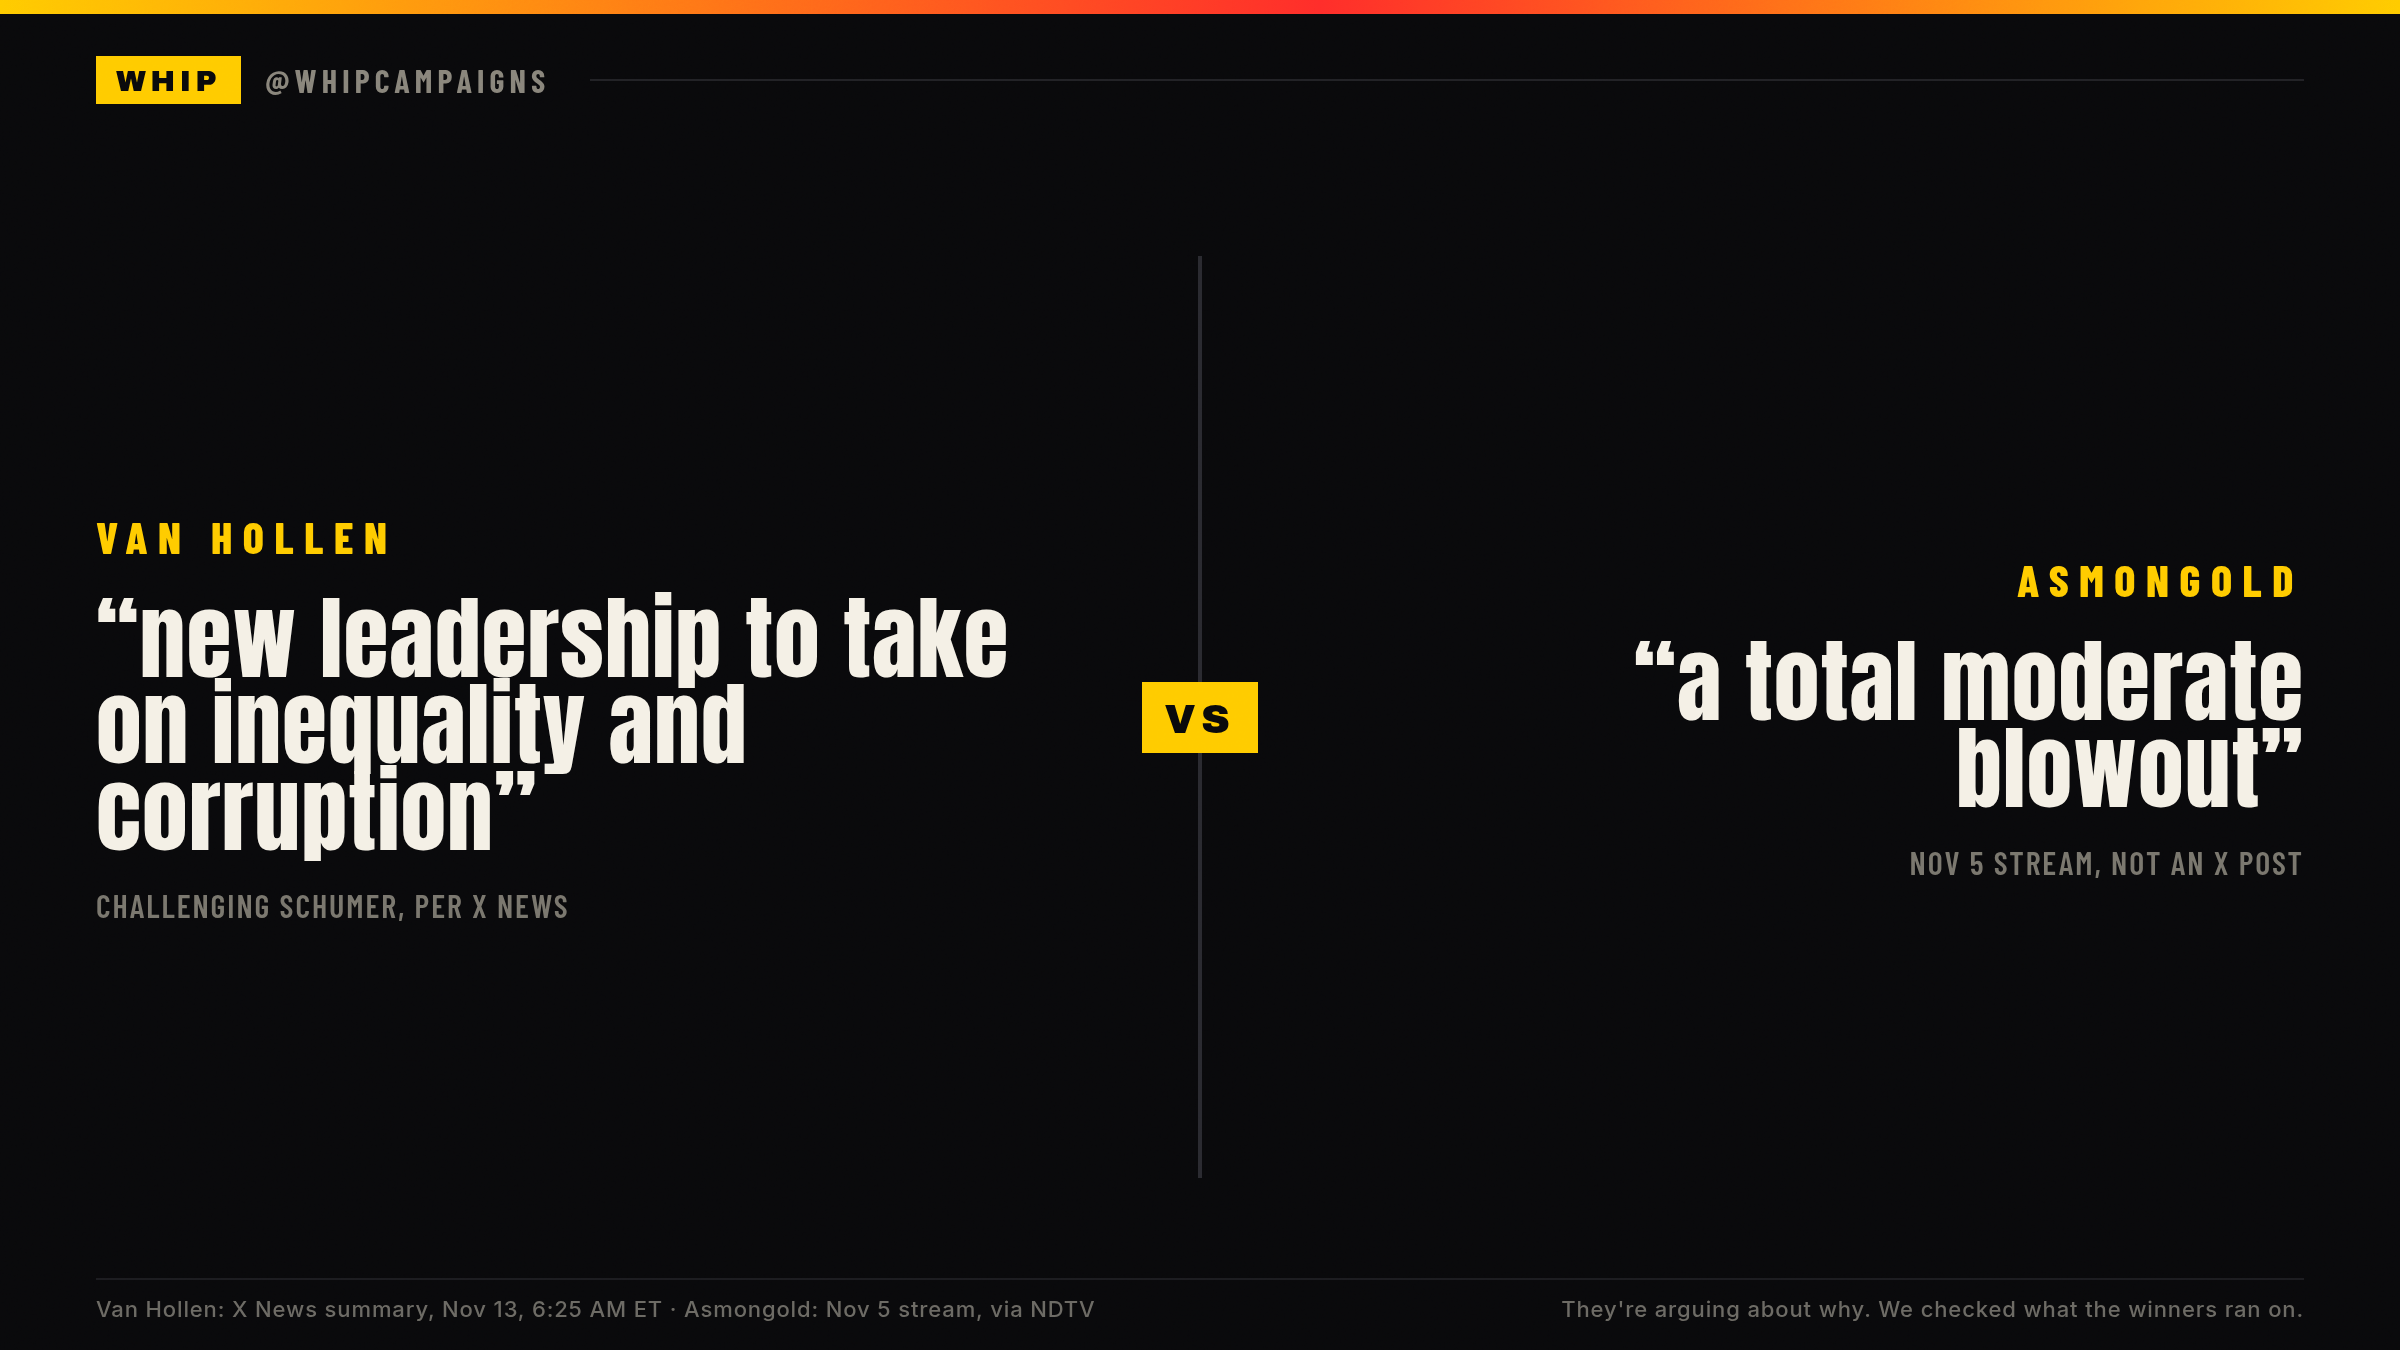 WHIP @WHIPCAMPAIGNS
VAN HOLLEN
“new leadership to take
on inequality and
corruption”
CHALLENGING SCHUMER, PER X NEWS
VS
ASMONGOLD
“a total moderate
blowout”
NOV 5 STREAM, NOT AN X POST
Van Hollen: X News summary, Nov 13, 6:25 AM ET · Asmongold: Nov 5 stream, via NDTV
They're arguing about why. We checked what the winners ran on.